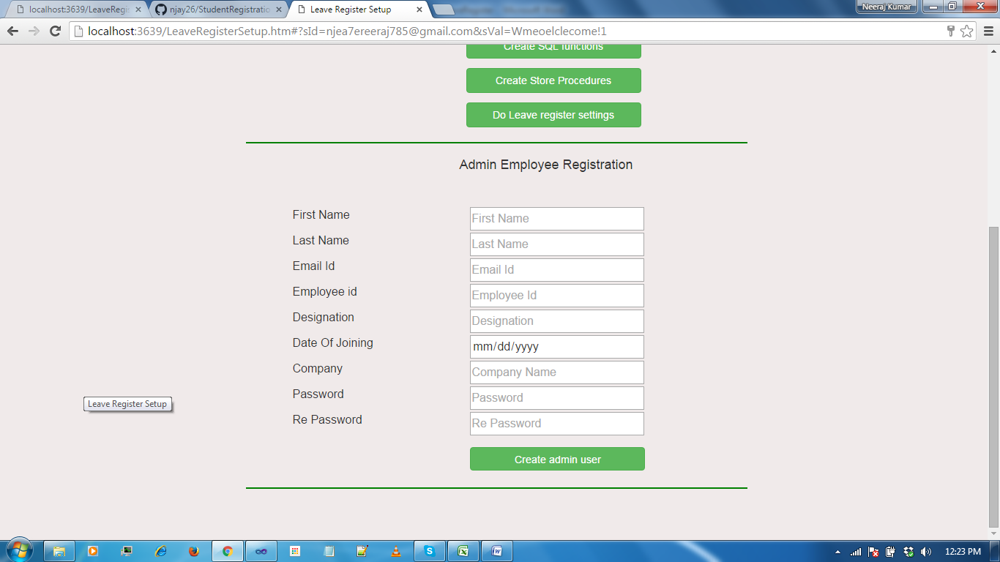 localhost:3639/LeaveRegis
njay26/StudentRegistratio
Leave Register Setup
Neeraj Kumar
localhost:3639/LeaveRegisterSetup.htm#?sId=njea7ereeraj785@gmail.com&sVal=Wmeoelclecome!1
Create SQL functions
Create Store Procedures
Do Leave register settings
Admin Employee Registration
First Name First Name
Last Name Last Name
Email Id Email Id
Employee id Employee Id
Designation Designation
Date Of Joining mm/dd/yyyy
Company Company Name
Password Password
Leave Register Setup
Re Password Re Password
Create admin user
12:23 PM